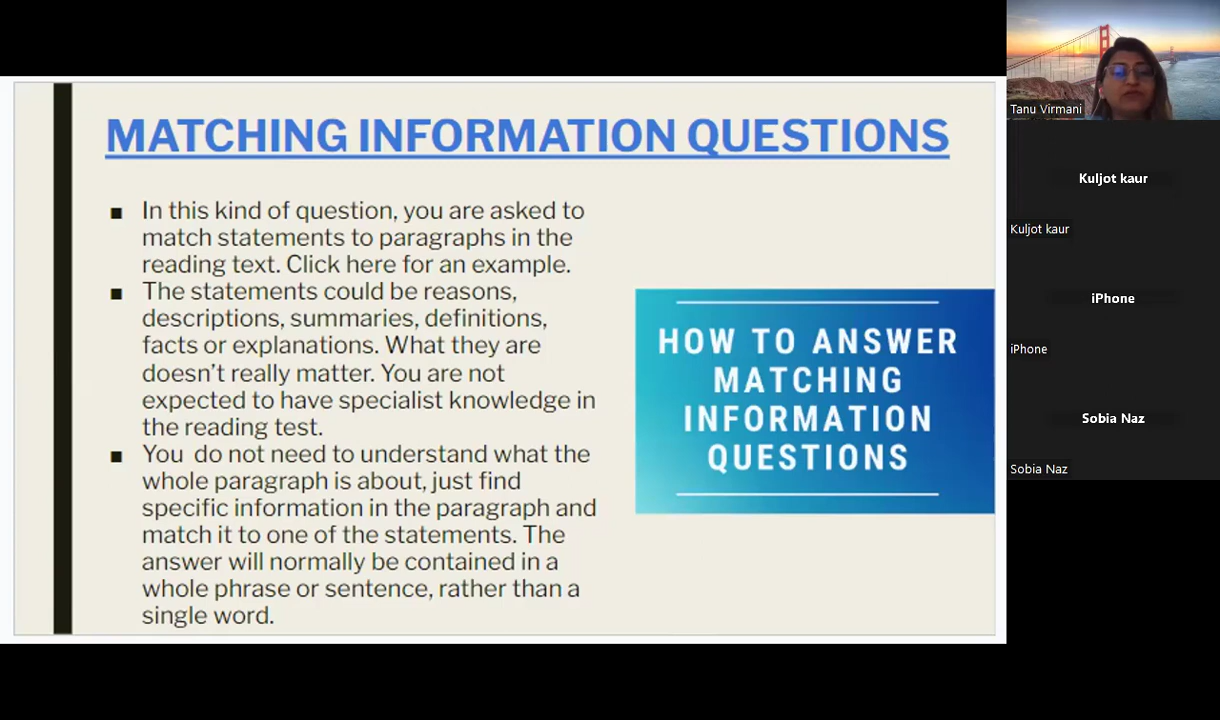 MATCHING INFORMATION QUESTIONS
■ In this kind of question, you are asked to
match statements to paragraphs in the
reading text. Click here for an example.
■ The statements could be reasons,
descriptions, summaries, definitions,
facts or explanations. What they are
doesn't really matter. You are not
expected to have specialist knowledge in
the reading test.
■ You do not need to understand what the
whole paragraph is about, just find
specific information in the paragraph and
match it to one of the statements. The
answer will normally be contained in a
whole phrase or sentence, rather than a
single word.
HOW TO ANSWER
MATCHING
INFORMATION
QUESTIONS
Tanu Virmani
Kuljot kaur
Kuljot kaur
iPhone
iPhone
Sobia Naz
Sobia Naz